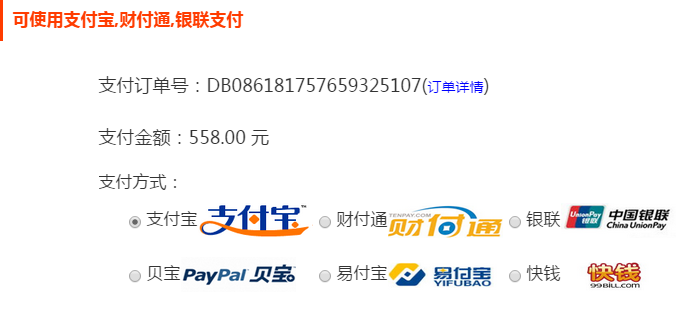 可使用支付宝,财付通,银联支付
支付订单号：DB086181757659325107(订单详情)
支付金额：558.00 元
支付方式：
支付宝 支付宝™ 财付通 TENPAY.COM 财付通 银联 UnionPay 银联 中国银联 China UnionPay
贝宝 PayPal 贝宝 易付宝 易付宝 YIFUBAO 快钱 快钱 99BILL.COM